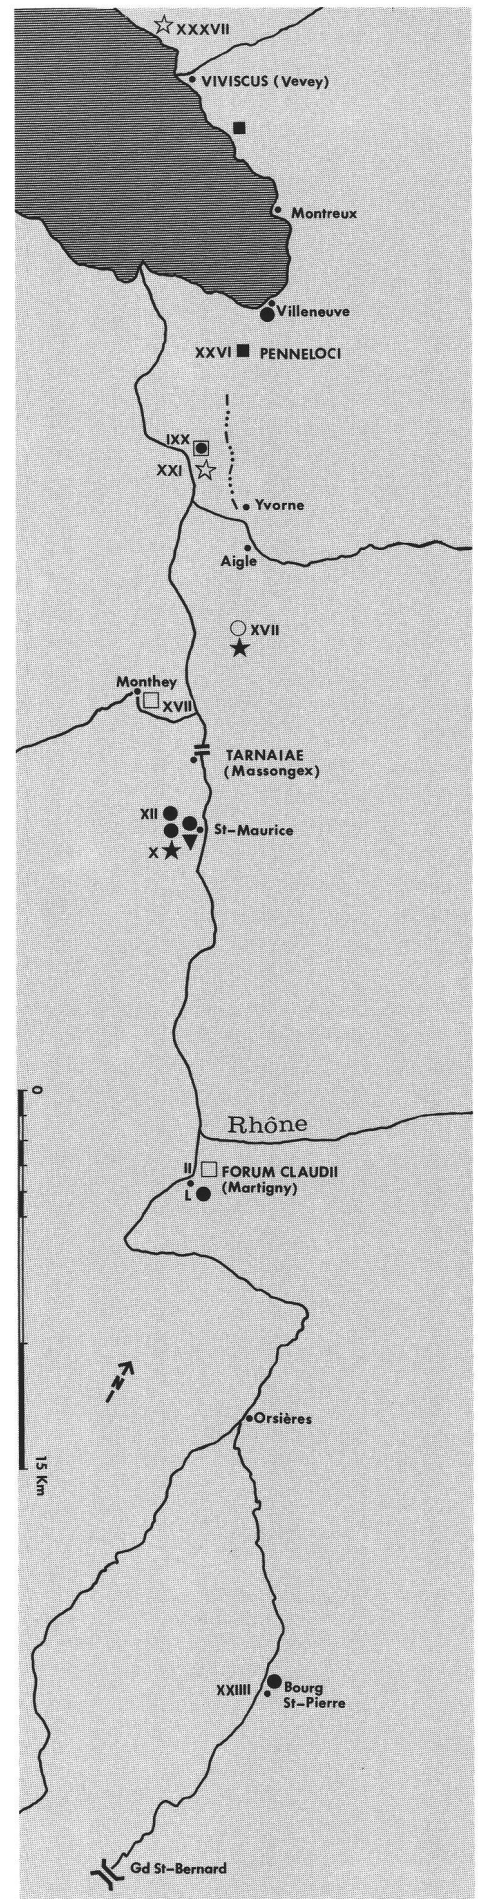 XXXVII
VIVISCUS (Vevey)
Montreux
Villeneuve
XXVI PENNELOCI
IXX
XXI
Yvorne
Aigle
XVII
Monthey
XVII
TARNAIAE
(Massongex)
XII
St-Maurice
X
0
Rhône
II FORUM CLAUDII
(Martigny)
L
Orsières
15 Km
XXIIII Bourg
St-Pierre
Gd St-Bernard